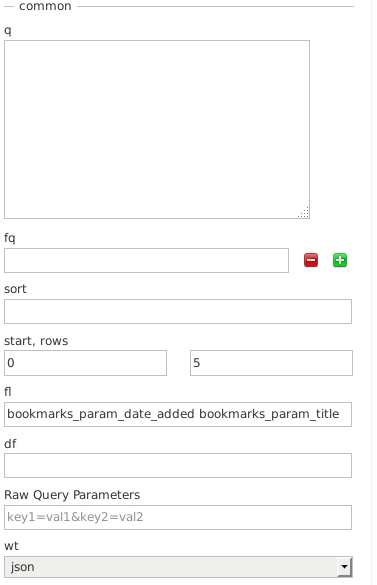 common
q
fq
sort
start, rows
0 5
fl
bookmarks_param_date_added bookmarks_param_title
df
Raw Query Parameters
key1=val1&key2=val2
wt
json